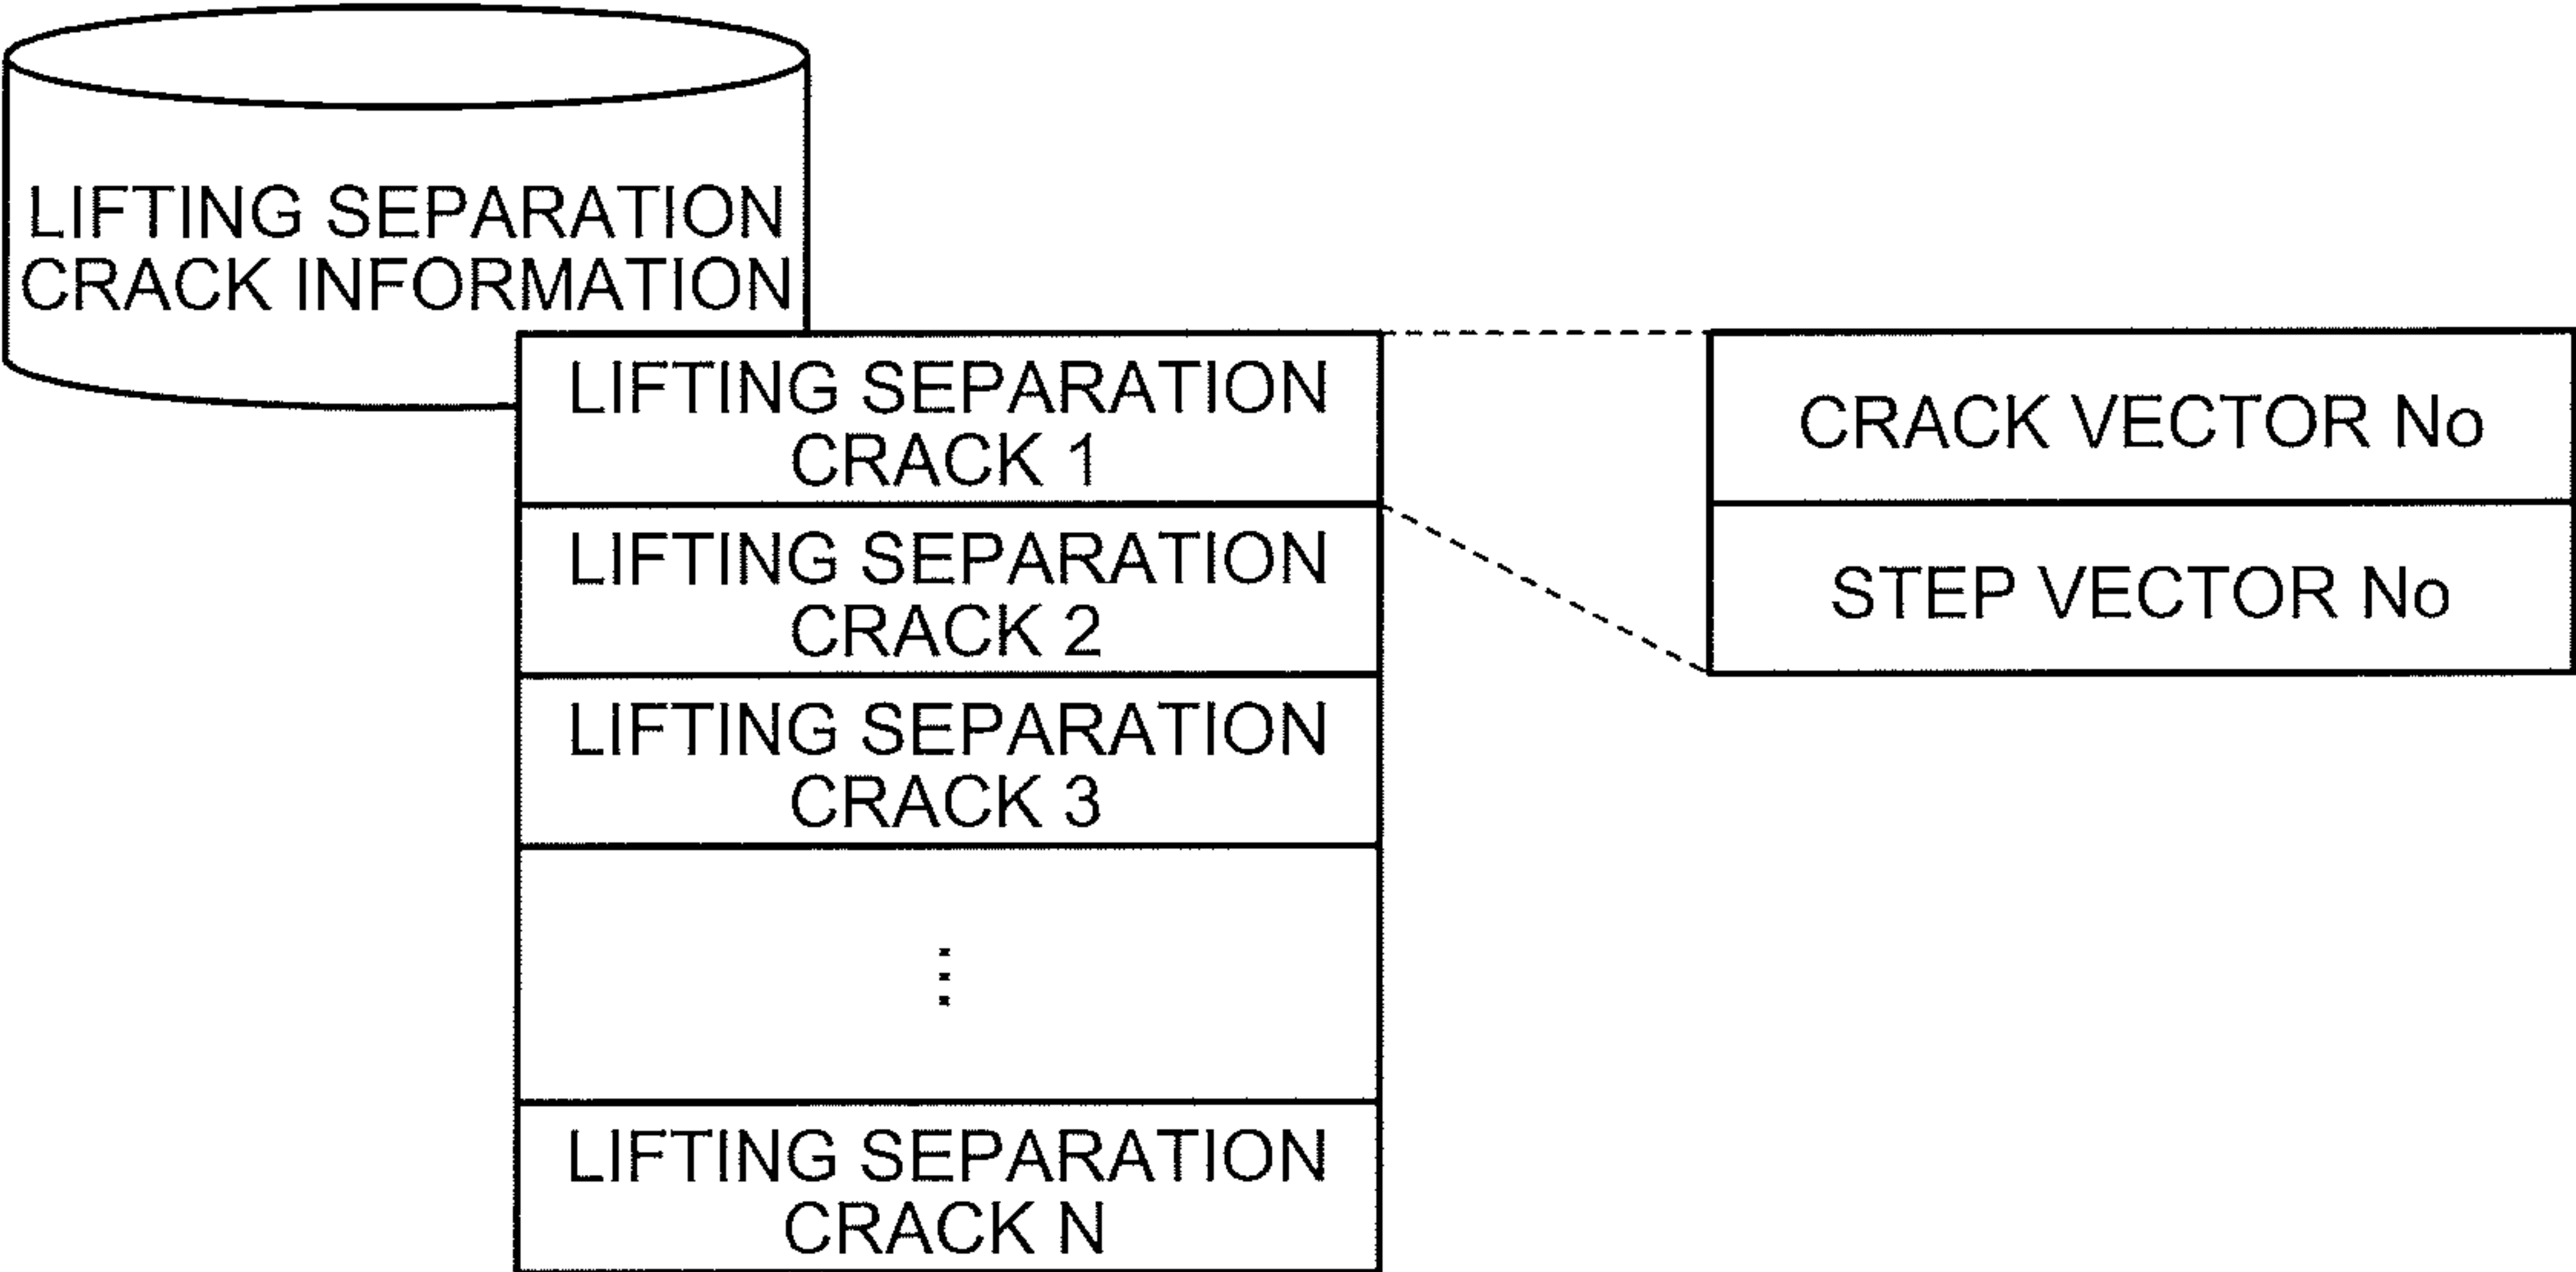 LIFTING SEPARATION
CRACK INFORMATION
LIFTING SEPARATION
CRACK 1
LIFTING SEPARATION
CRACK 2
LIFTING SEPARATION
CRACK 3
⋮
LIFTING SEPARATION
CRACK N
CRACK VECTOR No
STEP VECTOR No